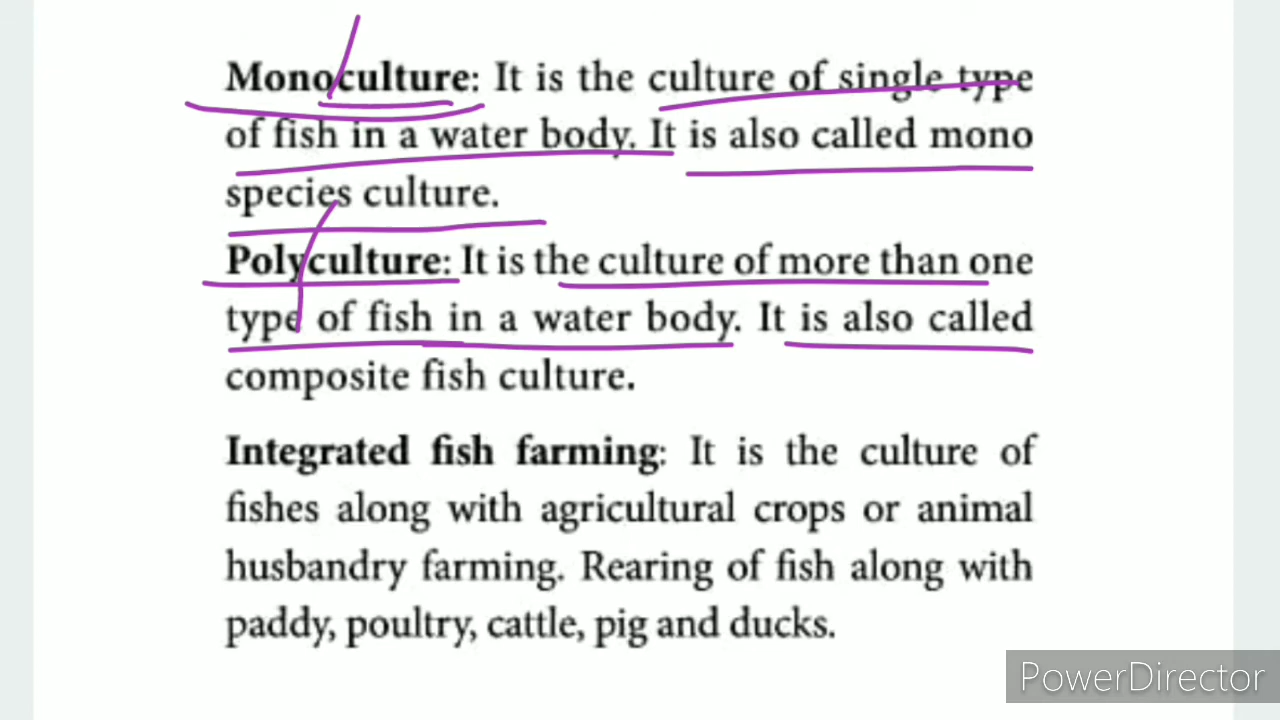 Monoculture: It is the culture of single type
of fish in a water body. It is also called mono
species culture.
Polyculture: It is the culture of more than one
type of fish in a water body. It is also called
composite fish culture.
Integrated fish farming: It is the culture of
fishes along with agricultural crops or animal
husbandry farming. Rearing of fish along with
paddy, poultry, cattle, pig and ducks.
PowerDirector